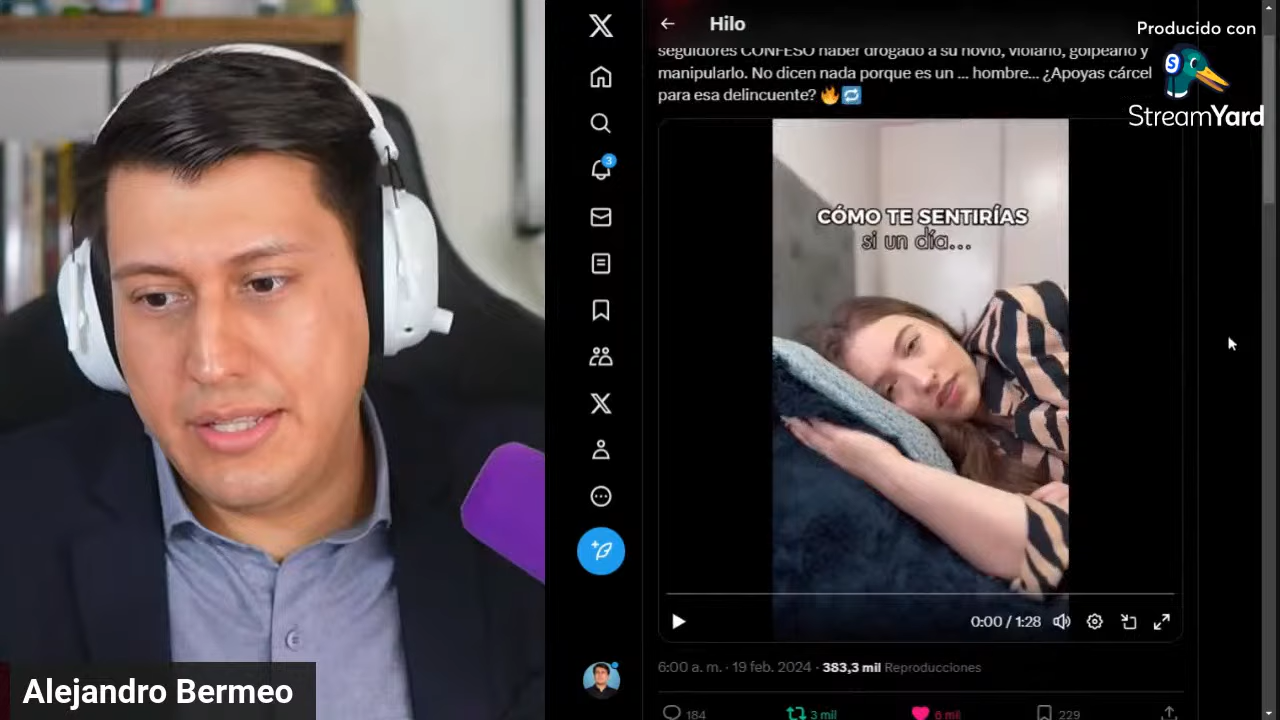 Hilo
Producido con
StreamYard
seguidores CONFESÓ haber drogado a su novio, violarlo, golpearlo y
manipularlo. No dicen nada porque es un ... hombre... ¿Apoyas cárcel
para esa delincuente? 🔥🔁
3
CÓMO TE SENTIRÍAS
si un día...
0:00 / 1:28
6:00 a. m. · 19 feb. 2024 · 383,3 mil Reproducciones
184
3 mil
6 mil
229
Alejandro Bermeo